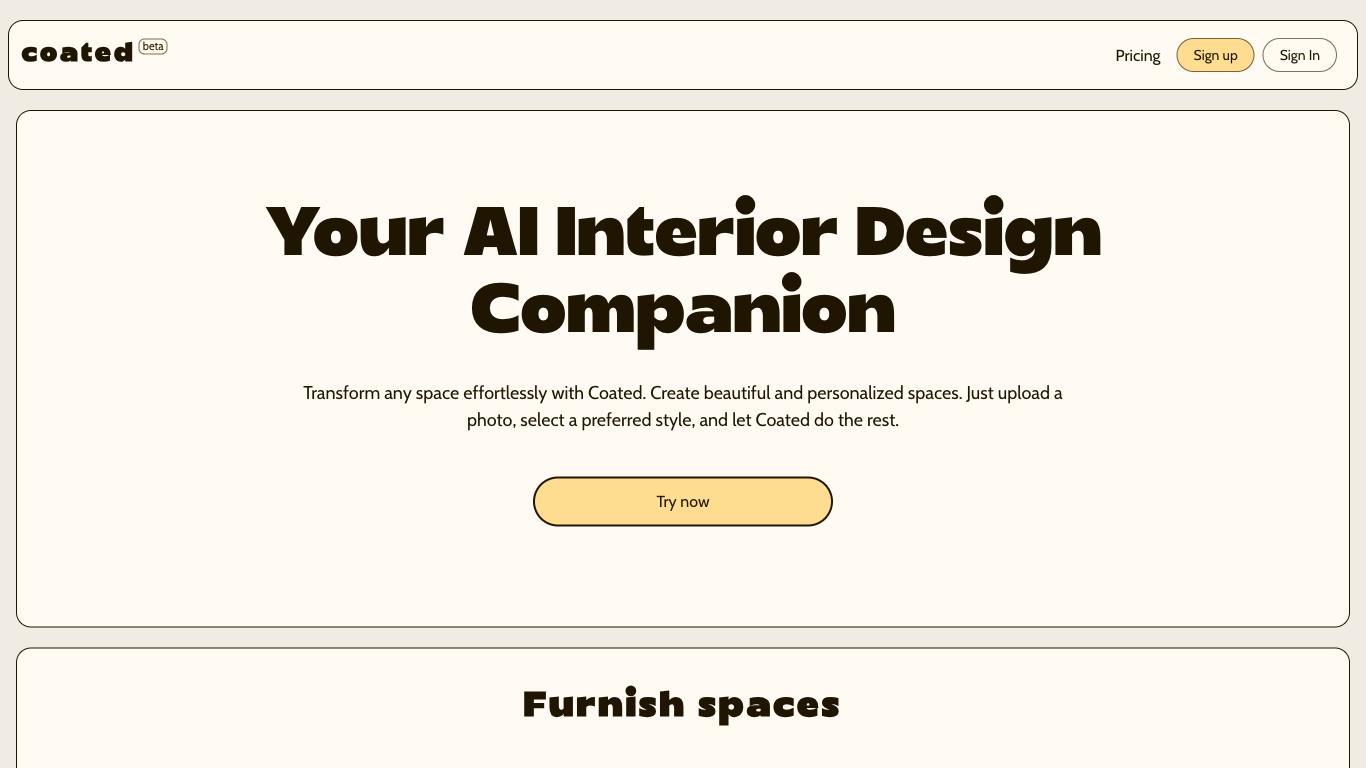 coated beta
Pricing
Sign up
Sign In
Your AI Interior Design
Companion
Transform any space effortlessly with Coated. Create beautiful and personalized spaces. Just upload a
photo, select a preferred style, and let Coated do the rest.
Try now
Furnish spaces